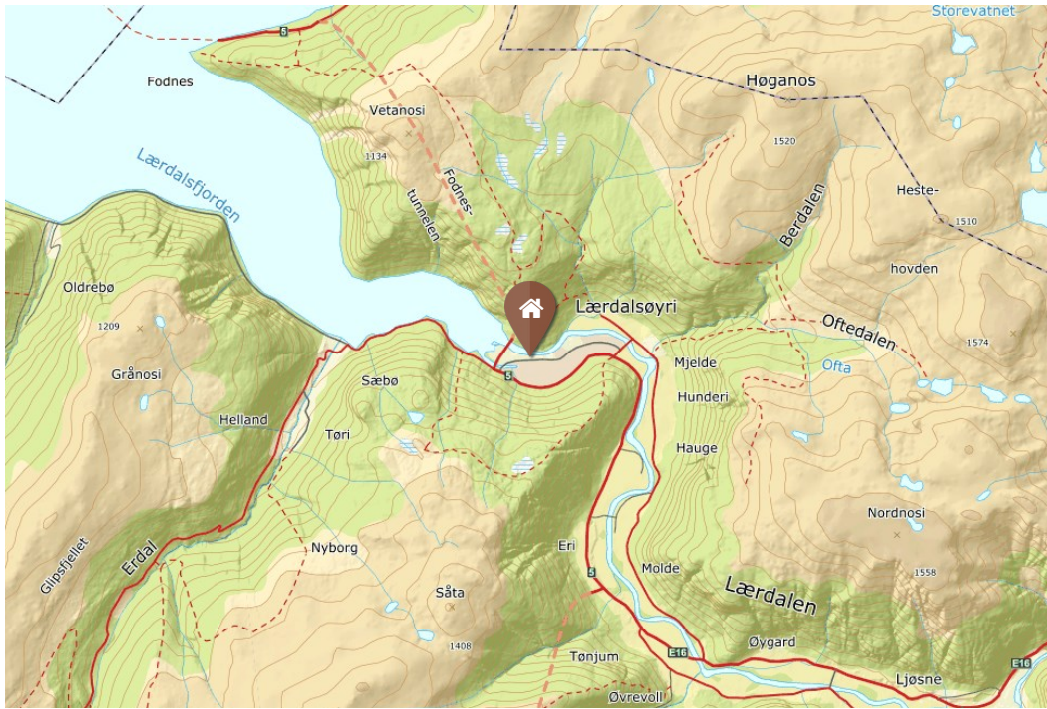 Storevatnet
5
Fodnes
Høganos
Vetanosi
1520
1134
Lærdalsfjorden
Fodnes-
tunnelen
Heste-
1510
hovden
Berdalen
Oldrebø
1209
Lærdalsøyri
Oftedalen
1574
Grånosi
Sæbø
5
Mjelde
Ofta
Hunderi
Helland
Tøri
Hauge
Nordnosi
Glipsfjellet
Erdal
Nyborg
Eri
5
Molde
1558
Såta
Lærdalen
1408
Tønjum
E16
Øygard
E16
Ljøsne
Øvrevoll